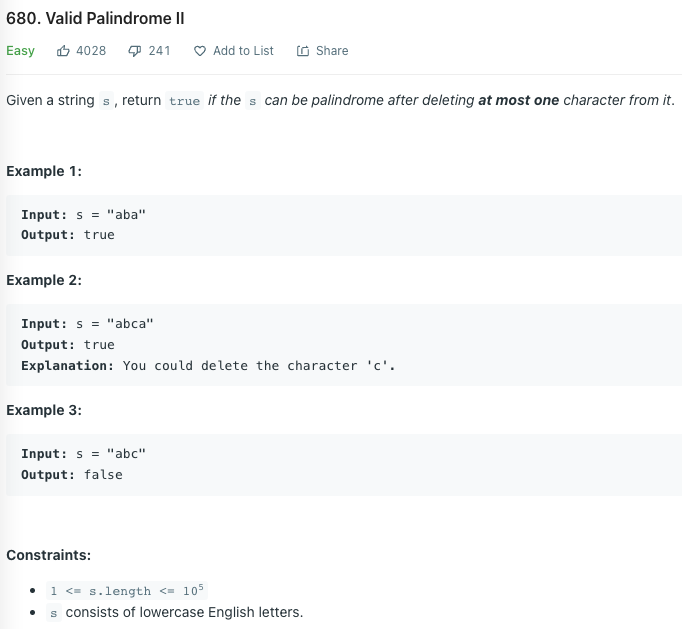 680. Valid Palindrome II
Easy 4028 241 Add to List Share
Given a string s, return true if the s can be palindrome after deleting at most one character from it.
Example 1:
Input: s = "aba"
Output: true
Example 2:
Input: s = "abca"
Output: true
Explanation: You could delete the character 'c'.
Example 3:
Input: s = "abc"
Output: false
Constraints:
1 <= s.length <= 10⁵
s consists of lowercase English letters.